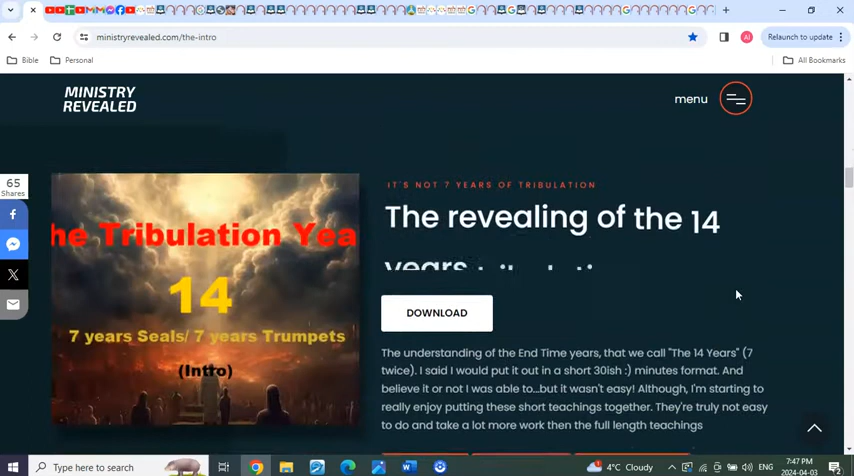 ministryrevealed.com/the-intro
Relaunch to update
Bible
Personal
All Bookmarks
MINISTRY
REVEALED
menu
65
Shares
he Tribulation Yea
14
7 years Seals/ 7 years Trumpets
(Intro)
IT'S NOT 7 YEARS OF TRIBULATION
The revealing of the 14
years
DOWNLOAD
The understanding of the End Time years, that we call "The 14 Years" (7
twice). I said I would put it out in a short 30ish :) minutes format. And
believe it or not I was able to...but it wasn't easy! Although, I'm starting to
really enjoy putting these short teachings together. They're truly not easy
to do and take a lot more work then the full length teachings
Type here to search
4°C Cloudy
ENG
7:47 PM
2024-04-03